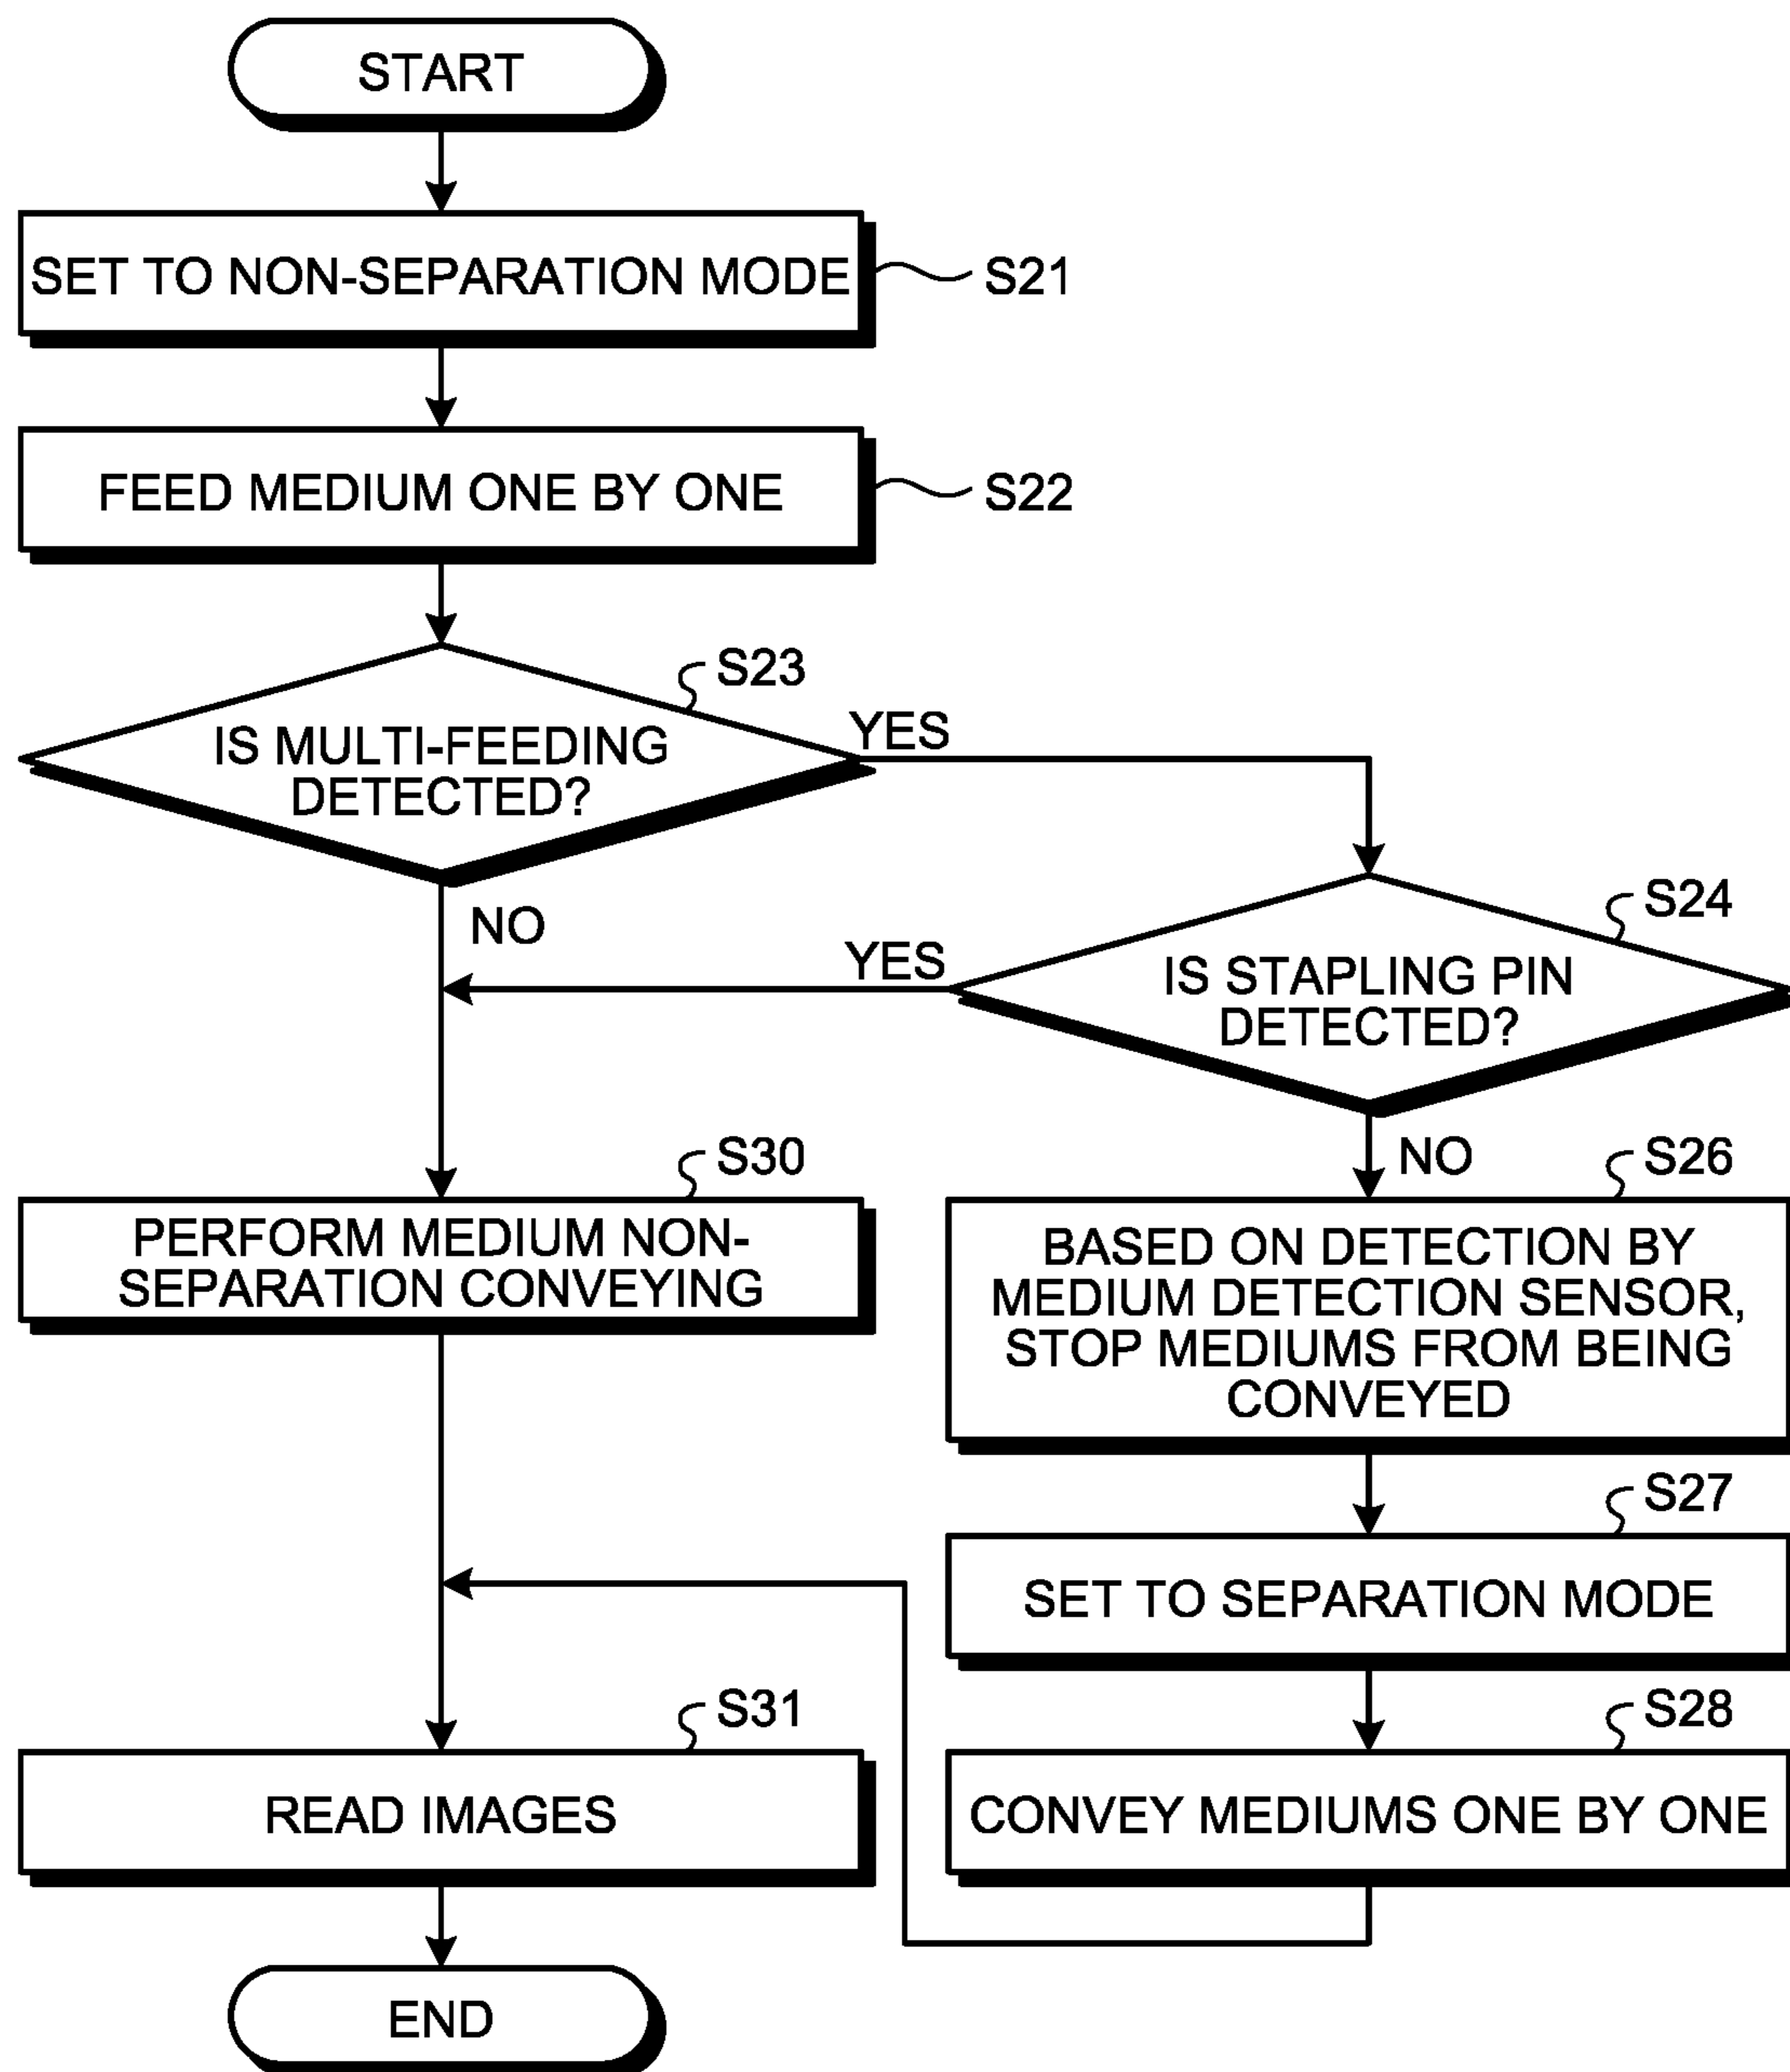 START
SET TO NON-SEPARATION MODE
S21
FEED MEDIUM ONE BY ONE
S22
S23
IS MULTI-FEEDING
DETECTED?
YES
NO
S24
IS STAPLING PIN
DETECTED?
YES
NO
S30
PERFORM MEDIUM NON-
SEPARATION CONVEYING
S26
BASED ON DETECTION BY
MEDIUM DETECTION SENSOR,
STOP MEDIUMS FROM BEING
CONVEYED
S27
SET TO SEPARATION MODE
S28
CONVEY MEDIUMS ONE BY ONE
S31
READ IMAGES
END